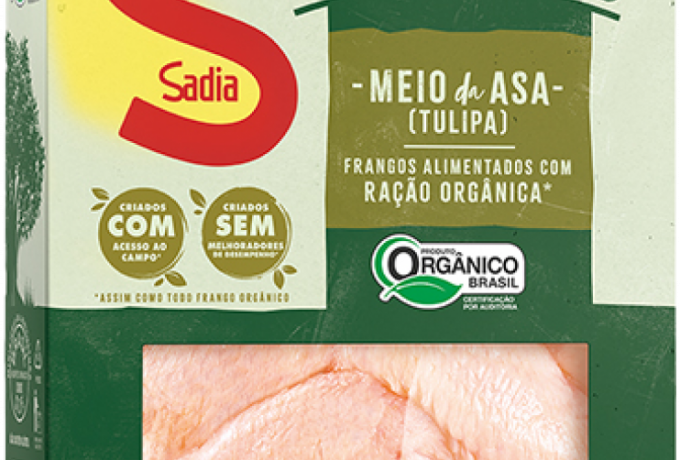 Sadia
- MEIO da ASA -
(TULIPA)
FRANGOS ALIMENTADOS COM
RAÇÃO ORGÂNICA*
CRIADOS
COM
ACESSO AO
CAMPO*
CRIADOS
SEM
MELHORADORES
DE DESEMPENHO*
*ASSIM COMO TODO FRANGO ORGÂNICO
PRODUTO
ORGÂNICO
BRASIL
CERTIFICAÇÃO
POR AUDITORIA